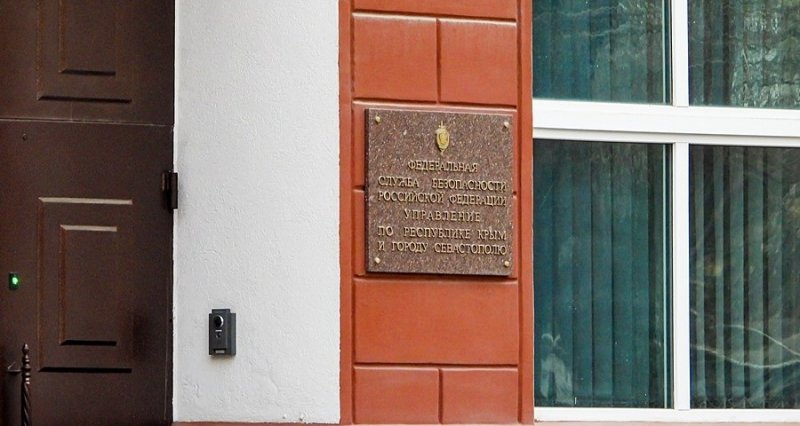 ФЕДЕРАЛЬНАЯ
СЛУЖБА БЕЗОПАСНОСТИ
РОССИЙСКОЙ ФЕДЕРАЦИИ
УПРАВЛЕНИЕ
ПО РЕСПУБЛИКЕ КРЫМ
И ГОРОДУ СЕВАСТОПОЛЮ